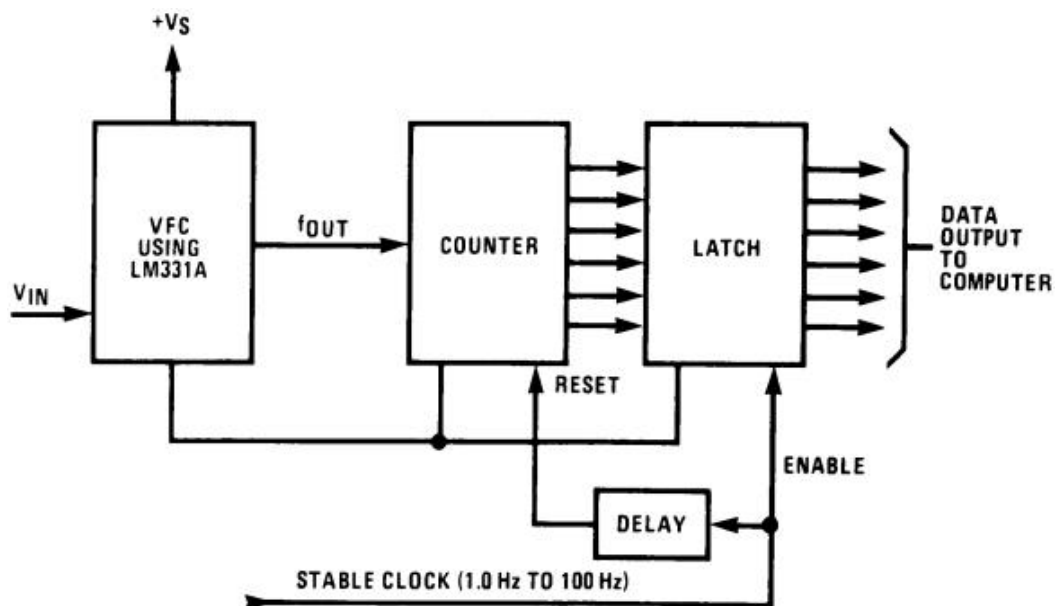 +VS
VFC
USING
LM331A
VIN
fOUT
COUNTER
LATCH
DATA
OUTPUT
TO
COMPUTER
RESET
ENABLE
DELAY
STABLE CLOCK (1.0 Hz TO 100 Hz)